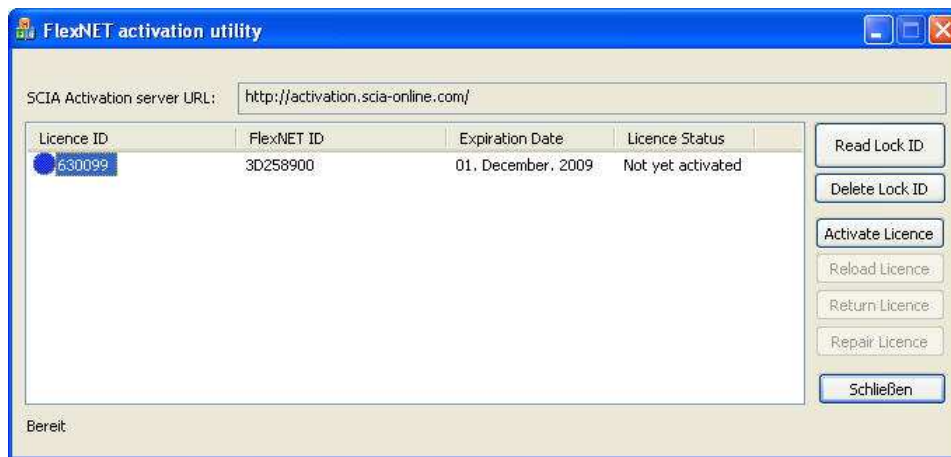 FlexNET activation utility
SCIA Activation server URL: http://activation.scia-online.com/
Licence ID FlexNET ID Expiration Date Licence Status
630099 3D258900 01. December. 2009 Not yet activated
Read Lock ID
Delete Lock ID
Activate Licence
Reload Licence
Return Licence
Repair Licence
Schließen
Bereit